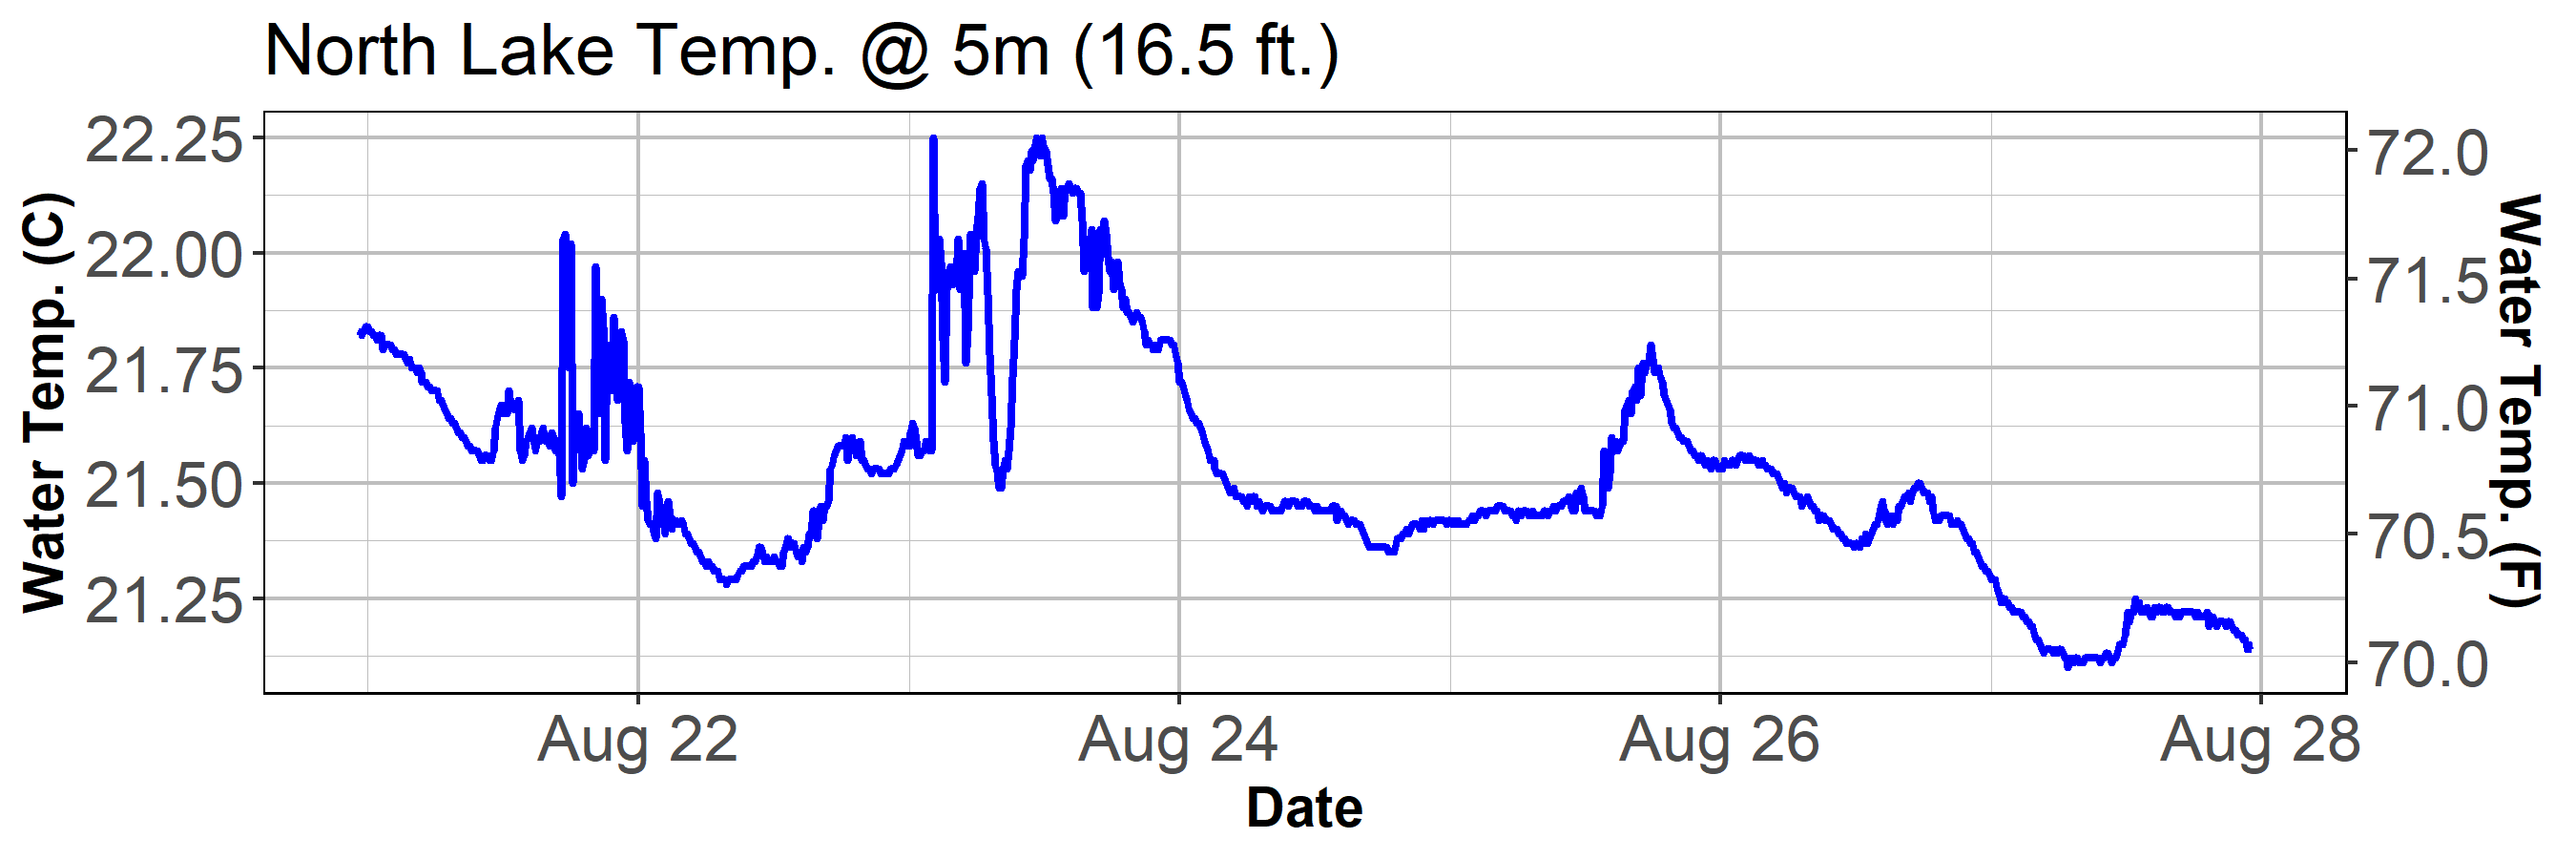 North Lake Temp. @ 5m (16.5 ft.)
Water Temp. (C)
22.25
22.00
21.75
21.50
21.25
72.0
71.5
71.0
70.5
70.0
Water Temp. (F)
Aug 22
Aug 24
Aug 26
Aug 28
Date